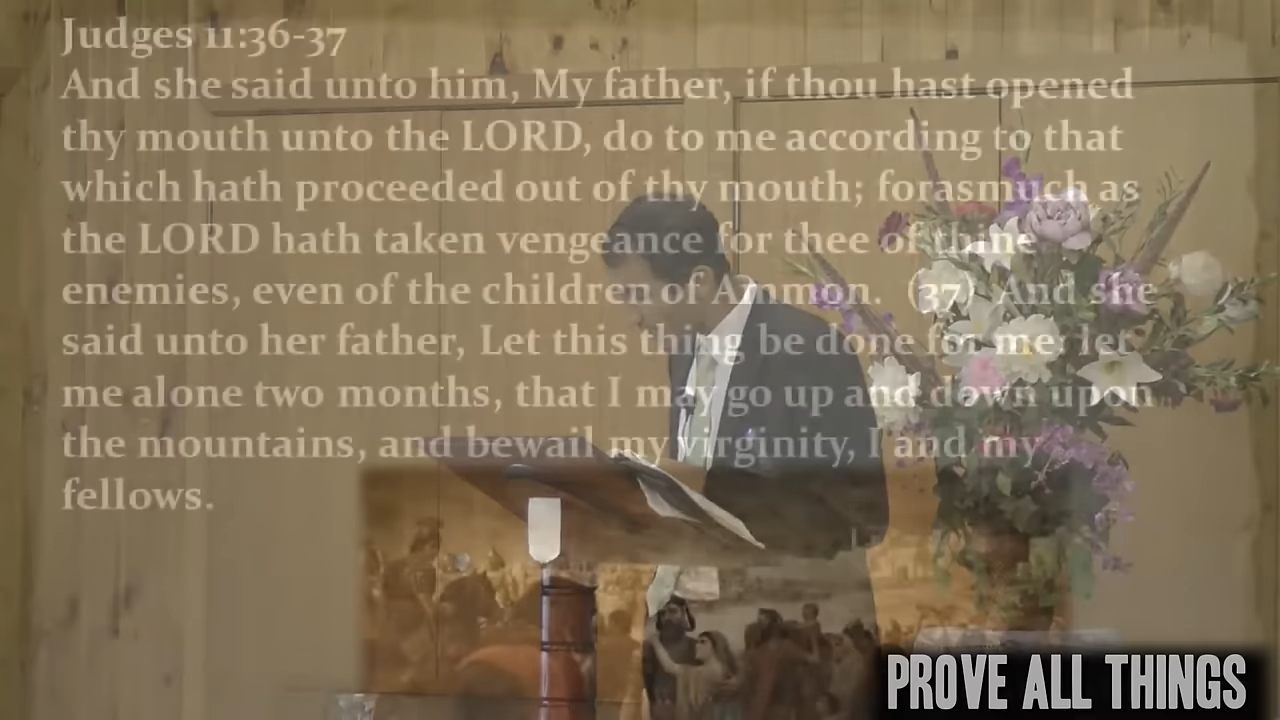 Judges 11:36-37
And she said unto him, My father, if thou hast opened
thy mouth unto the LORD, do to me according to that
which hath proceeded out of thy mouth; forasmuch as
the LORD hath taken vengeance for thee of thine
enemies, even of the children of Ammon. (37) And she
said unto her father, Let this thing be done for me: let
me alone two months, that I may go up and down upon
the mountains, and bewail my virginity, I and my
fellows.
PROVE ALL THINGS